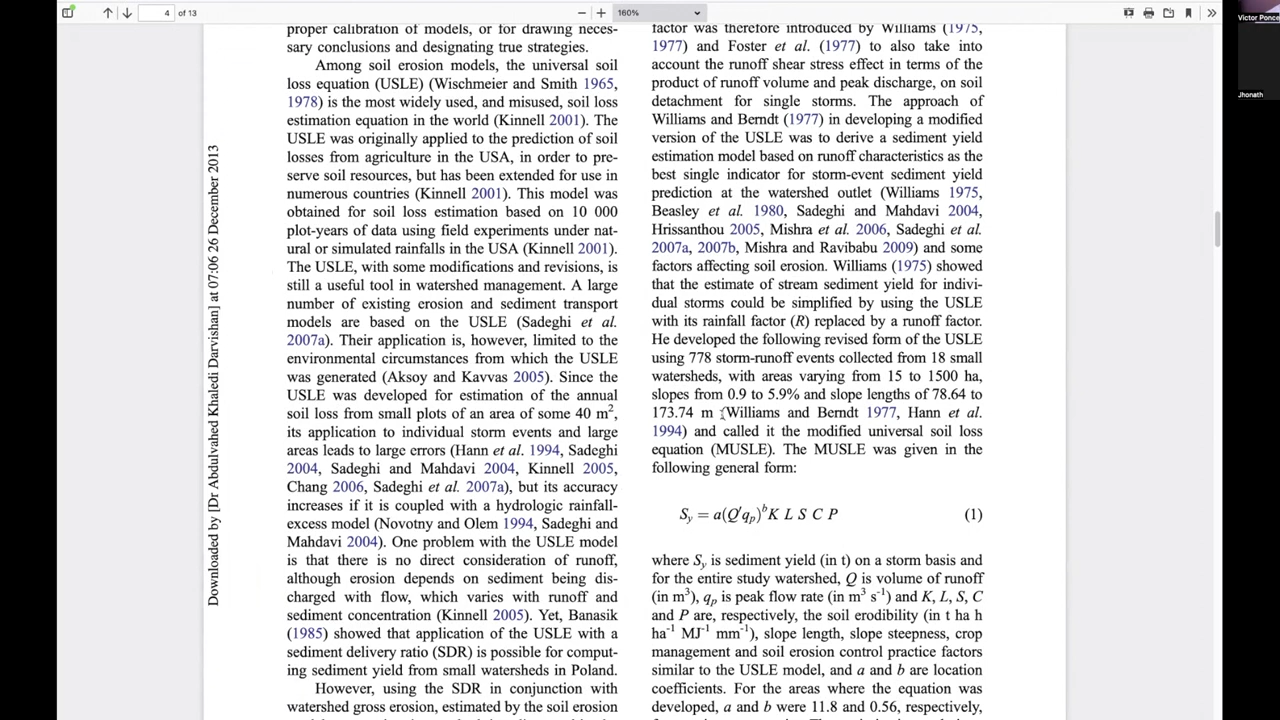 4 of 13
160%
Victor Ponce
Jhonath
Downloaded by [Dr Abdulvahed Khaledi Darvishan] at 07:06 26 December 2013
proper calibration of models, or for drawing neces-
sary conclusions and designating true strategies.
Among soil erosion models, the universal soil
loss equation (USLE) (Wischmeier and Smith 1965,
1978) is the most widely used, and misused, soil loss
estimation equation in the world (Kinnell 2001). The
USLE was originally applied to the prediction of soil
losses from agriculture in the USA, in order to pre-
serve soil resources, but has been extended for use in
numerous countries (Kinnell 2001). This model was
obtained for soil loss estimation based on 10 000
plot-years of data using field experiments under nat-
ural or simulated rainfalls in the USA (Kinnell 2001).
The USLE, with some modifications and revisions, is
still a useful tool in watershed management. A large
number of existing erosion and sediment transport
models are based on the USLE (Sadeghi et al.
2007a). Their application is, however, limited to the
environmental circumstances from which the USLE
was generated (Aksoy and Kavvas 2005). Since the
USLE was developed for estimation of the annual
soil loss from small plots of an area of some 40 m², 
its application to individual storm events and large
areas leads to large errors (Hann et al. 1994, Sadeghi
2004, Sadeghi and Mahdavi 2004, Kinnell 2005,
Chang 2006, Sadeghi et al. 2007a), but its accuracy
increases if it is coupled with a hydrologic rainfall-
excess model (Novotny and Olem 1994, Sadeghi and
Mahdavi 2004). One problem with the USLE model
is that there is no direct consideration of runoff,
although erosion depends on sediment being dis-
charged with flow, which varies with runoff and
sediment concentration (Kinnell 2005). Yet, Banasik
(1985) showed that application of the USLE with a
sediment delivery ratio (SDR) is possible for comput-
ing sediment yield from small watersheds in Poland.
However, using the SDR in conjunction with
watershed gross erosion, estimated by the soil erosion
factor was therefore introduced by Williams (1975,
1977) and Foster et al. (1977) to also take into
account the runoff shear stress effect in terms of the
product of runoff volume and peak discharge, on soil
detachment for single storms. The approach of
Williams and Berndt (1977) in developing a modified
version of the USLE was to derive a sediment yield
estimation model based on runoff characteristics as the
best single indicator for storm-event sediment yield
prediction at the watershed outlet (Williams 1975,
Beasley et al. 1980, Sadeghi and Mahdavi 2004,
Hrissanthou 2005, Mishra et al. 2006, Sadeghi et al.
2007a, 2007b, Mishra and Ravibabu 2009) and some
factors affecting soil erosion. Williams (1975) showed
that the estimate of stream sediment yield for indivi-
dual storms could be simplified by using the USLE
with its rainfall factor (R) replaced by a runoff factor.
He developed the following revised form of the USLE
using 778 storm-runoff events collected from 18 small
watersheds, with areas varying from 15 to 1500 ha,
slopes from 0.9 to 5.9% and slope lengths of 78.64 to
173.74 m (Williams and Berndt 1977, Hann et al.
1994) and called it the modified universal soil loss
equation (MUSLE). The MUSLE was given in the
following general form:
Sy = a(Q′qp)^b K L S C P (1)
where Sy is sediment yield (in t) on a storm basis and
for the entire study watershed, Q is volume of runoff
(in m³), qp is peak flow rate (in m³ s⁻¹) and K, L, S, C
and P are, respectively, the soil erodibility (in t ha h
ha⁻¹ MJ⁻¹ mm⁻¹), slope length, slope steepness, crop
management and soil erosion control practice factors
similar to the USLE model, and a and b are location
coefficients. For the areas where the equation was
developed, a and b were 11.8 and 0.56, respectively,